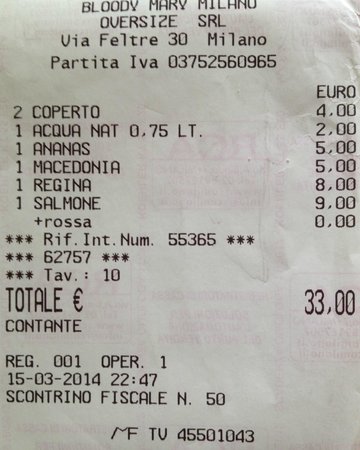 BLOODY MARY MILANO
OVERSIZE SRL
Via Feltre 30 Milano
Partita Iva 03752560965
EURO
2 COPERTO 4,00
1 ACQUA NAT 0,75 LT. 2,00
1 ANANAS 5,00
1 MACEDONIA 5,00
1 REGINA 8,00
1 SALMONE 9,00
+rossa 0,00
*** Rif.Int.Num. 55365 ***
*** 62757 ***
*** Tav.: 10
TOTALE € 33,00
CONTANTE
REG. 001 OPER. 1
15-03-2014 22:47
SCONTRINO FISCALE N. 50
MF TV 45501043